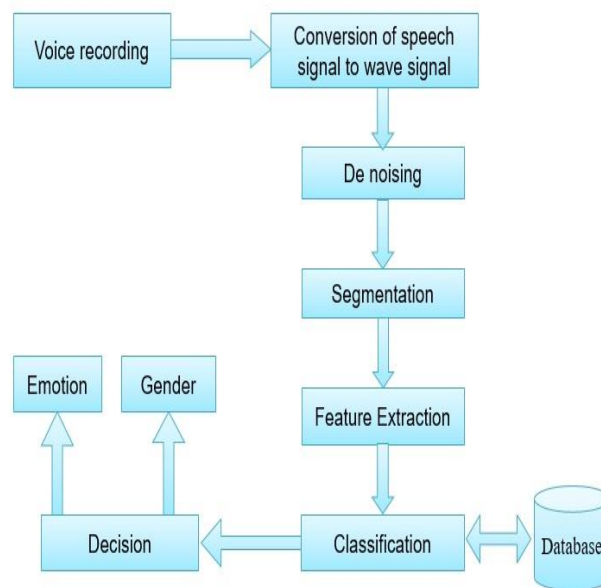 Voice recording
Conversion of speech
signal to wave signal
De noising
Segmentation
Emotion
Gender
Feature Extraction
Decision
Classification
Database